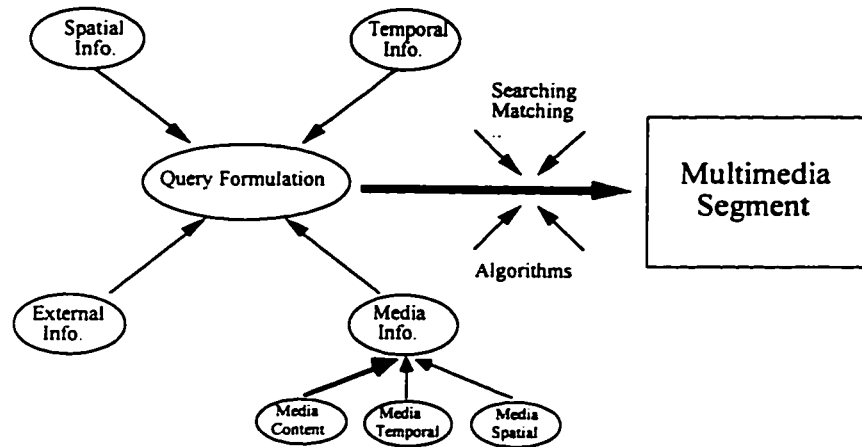 Spatial
Info.
Temporal
Info.
Searching
Matching
Query Formulation
Multimedia
Segment
Algorithms
External
Info.
Media
Info.
Media
Content
Media
Temporal
Media
Spatial